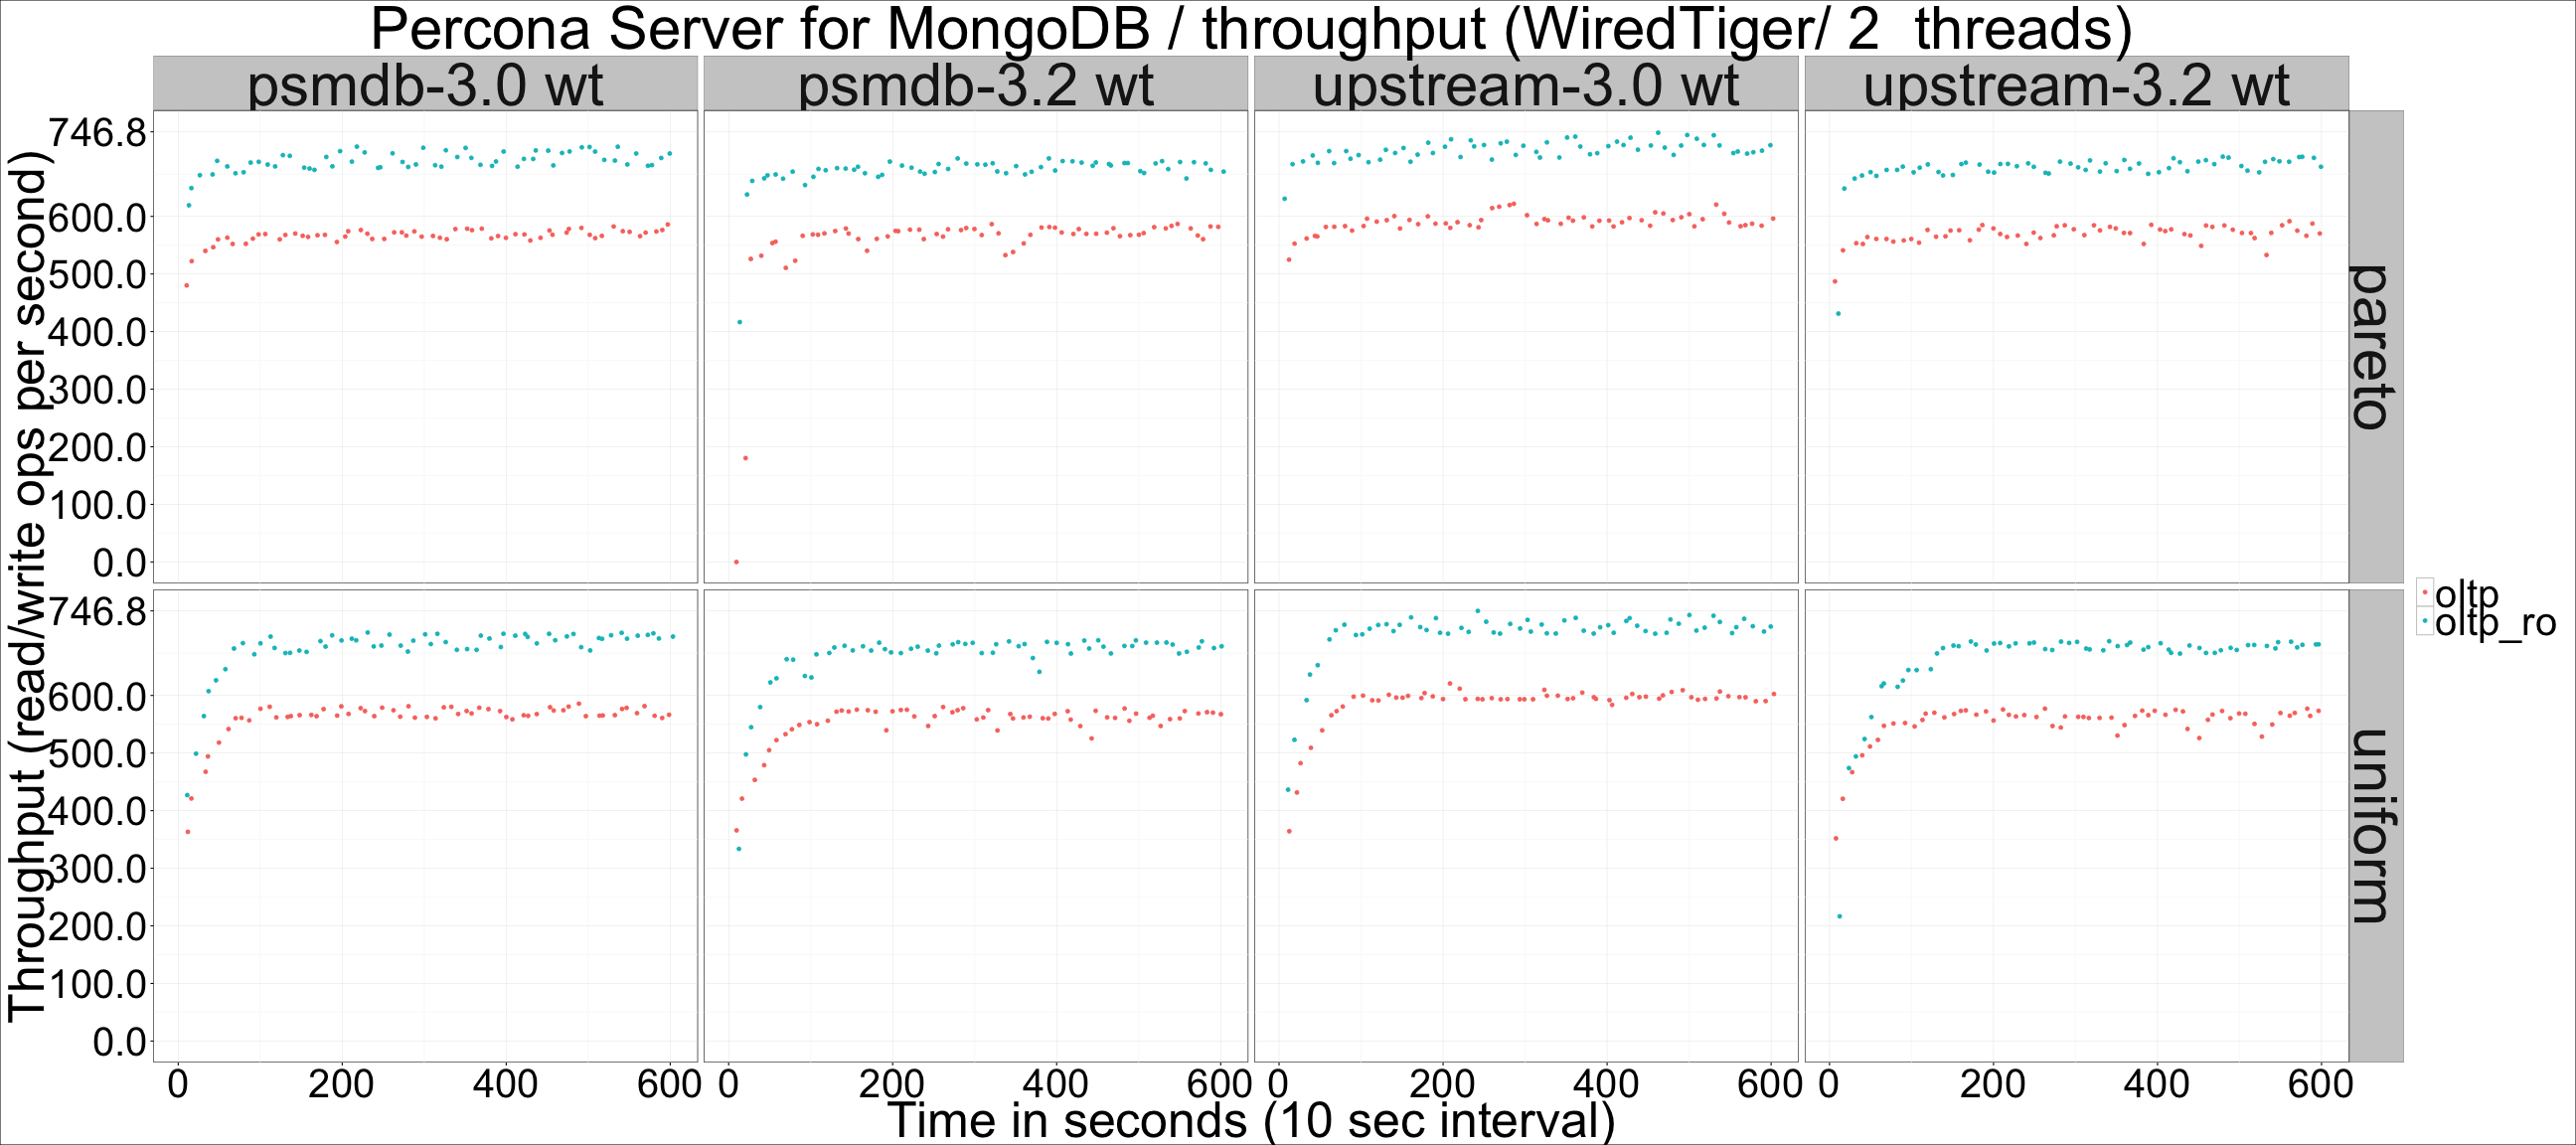 Percona Server for MongoDB / throughput (WiredTiger/ 2  threads)
psmdb-3.0 wt
psmdb-3.2 wt
upstream-3.0 wt
upstream-3.2 wt
Throughput (read/write ops per second)
746.8
600.0
500.0
400.0
300.0
200.0
100.0
0.0
pareto
746.8
600.0
500.0
400.0
300.0
200.0
100.0
0.0
uniform
oltp
oltp_ro
0 200 400 600
0 200 400 600
0 200 400 600
0 200 400 600
Time in seconds (10 sec interval)